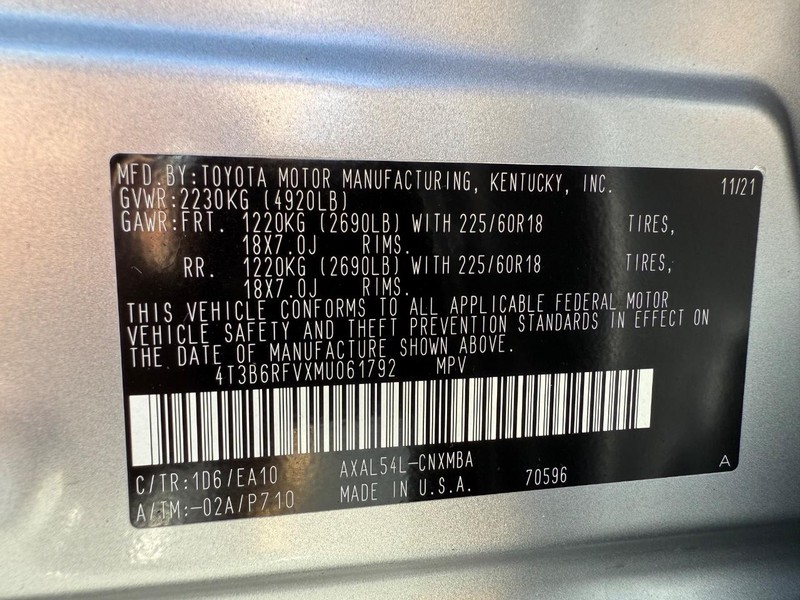 MFD.BY:TOYOTA MOTOR MANUFACTURING, KENTUCKY, INC. 11/21
GVWR:2230KG (4920LB)
GAWR:FRT. 1220KG (2690LB) WITH 225/60R18 TIRES,
18X7.0J RIMS.
RR. 1220KG (2690LB) WITH 225/60R18 TIRES,
18X7.0J RIMS.
THIS VEHICLE CONFORMS TO ALL APPLICABLE FEDERAL MOTOR
VEHICLE SAFETY AND THEFT PREVENTION STANDARDS IN EFFECT ON
THE DATE OF MANUFACTURE SHOWN ABOVE.
4T3B6RFVXMU061792 MPV
C/TR:1D6/EA10 AXAL54L-CNXMBA
A/TM:-02A/P710 MADE IN U.S.A. 70596 A